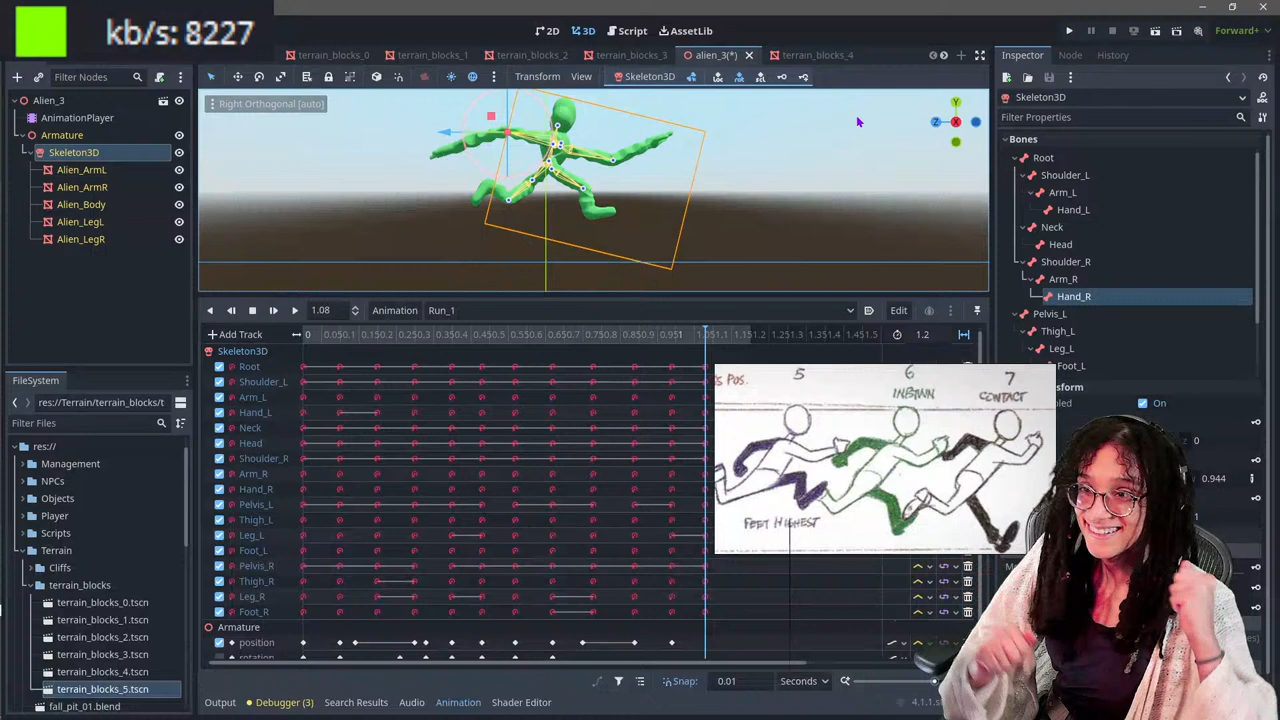 kb/s: 8227
2D 3D Script AssetLib
Forward+
terrain_blocks_0 terrain_blocks_1 terrain_blocks_2 terrain_blocks_3 alien_3(*) terrain_blocks_4
Inspector Node History
Filter Nodes
Transform View Skeleton3D
Alien_3
AnimationPlayer
Armature
Skeleton3D
Alien_ArmL
Alien_ArmR
Alien_Body
Alien_LegL
Alien_LegR
Right Orthogonal [auto]
Y
Z X
Skeleton3D
Filter Properties
Bones
Root
Shoulder_L
Arm_L
Hand_L
Neck
Head
Shoulder_R
Arm_R
Hand_R
Pelvis_L
Thigh_L
Leg_L
Foot_L
On
0
0.944
1
1.08 Animation Run_1 Edit
Add Track
1.2
Skeleton3D
Root
Shoulder_L
Arm_L
Hand_L
Neck
Head
Shoulder_R
Arm_R
Hand_R
Pelvis_L
Thigh_L
Leg_L
Foot_L
Pelvis_R
Thigh_R
Leg_R
Foot_R
Armature
position
5 6 7
POS. CONTACT
FEET HIGHEST
FileSystem
res://Terrain/terrain_blocks/t
Filter Files
res://
Management
NPCs
Objects
Player
Scripts
Terrain
Cliffs
terrain_blocks
terrain_blocks_0.tscn
terrain_blocks_1.tscn
terrain_blocks_2.tscn
terrain_blocks_3.tscn
terrain_blocks_4.tscn
terrain_blocks_5.tscn
fall_pit_01.blend
Snap: 0.01 Seconds
Output Debugger (3) Search Results Audio Animation Shader Editor